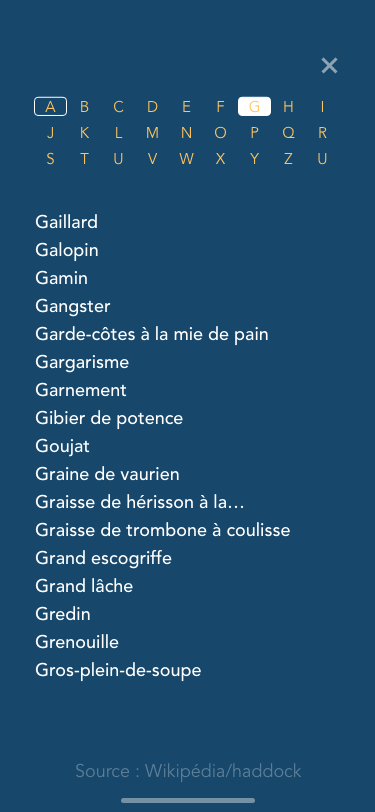 A B C D E F G H I
J K L M N O P Q R
S T U V W X Y Z U
Gaillard
Galopin
Gamin
Gangster
Garde-côtes à la mie de pain
Gargarisme
Garnement
Gibier de potence
Goujat
Graine de vaurien
Graisse de hérisson à la…
Graisse de trombone à coulisse
Grand escogriffe
Grand lâche
Gredin
Grenouille
Gros-plein-de-soupe
Source : Wikipédia/haddock